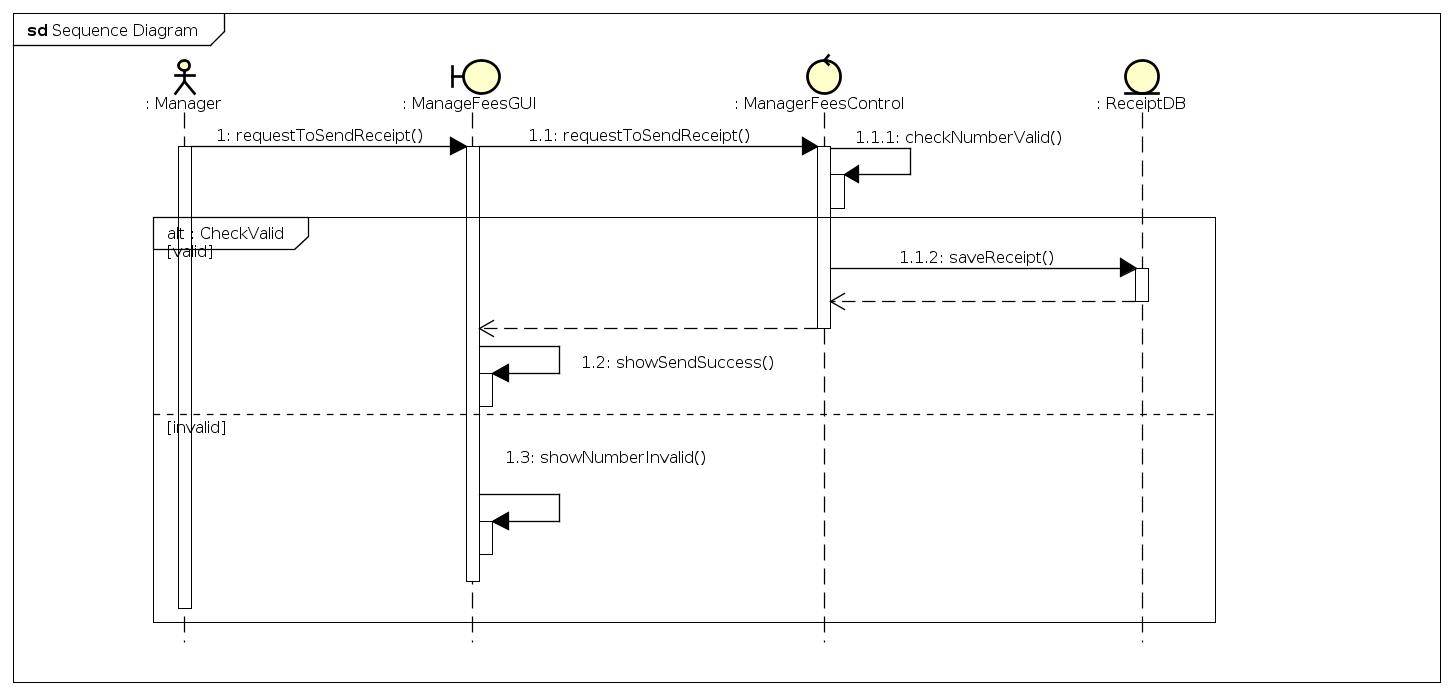 sd Sequence Diagram
: Manager
: ManageFeesGUI
: ManagerFeesControl
: ReceiptDB
1: requestToSendReceipt()
1.1: requestToSendReceipt()
1.1.1: checkNumberValid()
alt : CheckValid
[valid]
1.1.2: saveReceipt()
1.2: showSendSuccess()
[invalid]
1.3: showNumberInvalid()